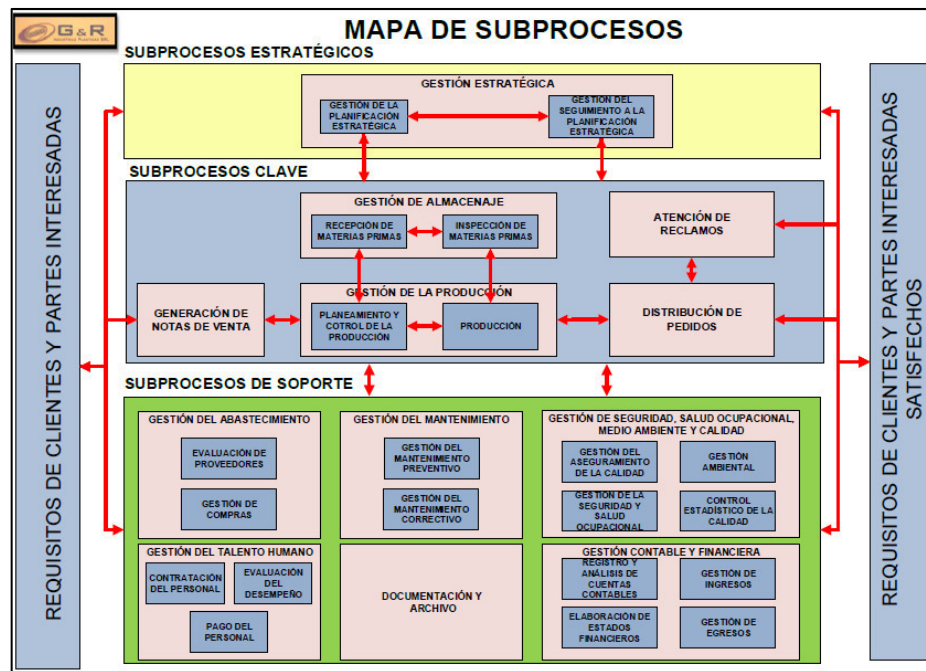 G&R
MAPA DE SUBPROCESOS
SUBPROCESOS ESTRATÉGICOS
REQUISITOS DE CLIENTES Y PARTES INTERESADAS
GESTIÓN ESTRATÉGICA
GESTIÓN DE LA
PLANIFICACIÓN
ESTRATÉGICA
GESTIÓN DEL
SEGUIMIENTO A LA
PLANIFICACIÓN
ESTRATÉGICA
SUBPROCESOS CLAVE
GESTIÓN DE ALMACENAJE
RECEPCIÓN DE
MATERIAS PRIMAS
INSPECCIÓN DE
MATERIAS PRIMAS
ATENCIÓN DE
RECLAMOS
GENERACIÓN DE
NOTAS DE VENTA
GESTIÓN DE LA PRODUCCIÓN
PLANEAMIENTO Y
COTROL DE LA
PRODUCCIÓN
PRODUCCIÓN
DISTRIBUCIÓN DE
PEDIDOS
SUBPROCESOS DE SOPORTE
GESTIÓN DEL ABASTECIMIENTO
EVALUACIÓN DE
PROVEEDORES
GESTIÓN DE
COMPRAS
GESTIÓN DEL MANTENIMIENTO
GESTIÓN DEL
MANTENIMIENTO
PREVENTIVO
GESTIÓN DEL
MANTENIMIENTO
CORRECTIVO
GESTIÓN DE SEGURIDAD, SALUD OCUPACIONAL,
MEDIO AMBIENTE Y CALIDAD
GESTIÓN DEL
ASEGURAMIENTO
DE LA CALIDAD
GESTIÓN
AMBIENTAL
GESTIÓN DE LA
SEGURIDAD Y
SALUD
OCUPACIONAL
CONTROL
ESTADÍSTICO DE LA
CALIDAD
GESTIÓN DEL TALENTO HUMANO
CONTRATACIÓN
DEL PERSONAL
EVALUACIÓN
DEL
DESEMPEÑO
PAGO DEL
PERSONAL
DOCUMENTACIÓN Y
ARCHIVO
GESTIÓN CONTABLE Y FINANCIERA
REGISTRO Y
ANÁLISIS DE
CUENTAS
CONTABLES
GESTIÓN DE
INGRESOS
ELABORACIÓN DE
ESTADOS
FINANCIEROS
GESTIÓN DE
EGRESOS
REQUISITOS DE CLIENTES Y PARTES INTERESADAS
SATISFECHOS